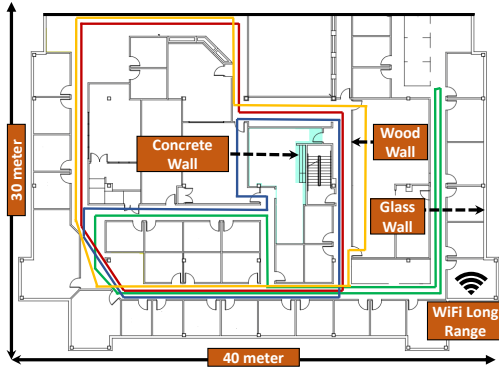 30 meter
Concrete
Wall
Wood
Wall
Glass
Wall
WiFi Long
Range
40 meter